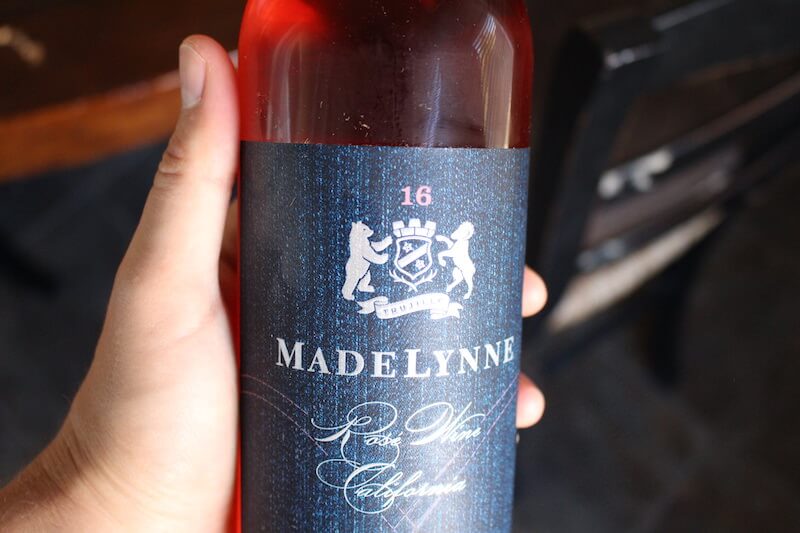 16
TRUJILLO
MADELYNNE
Rosé Wine
California